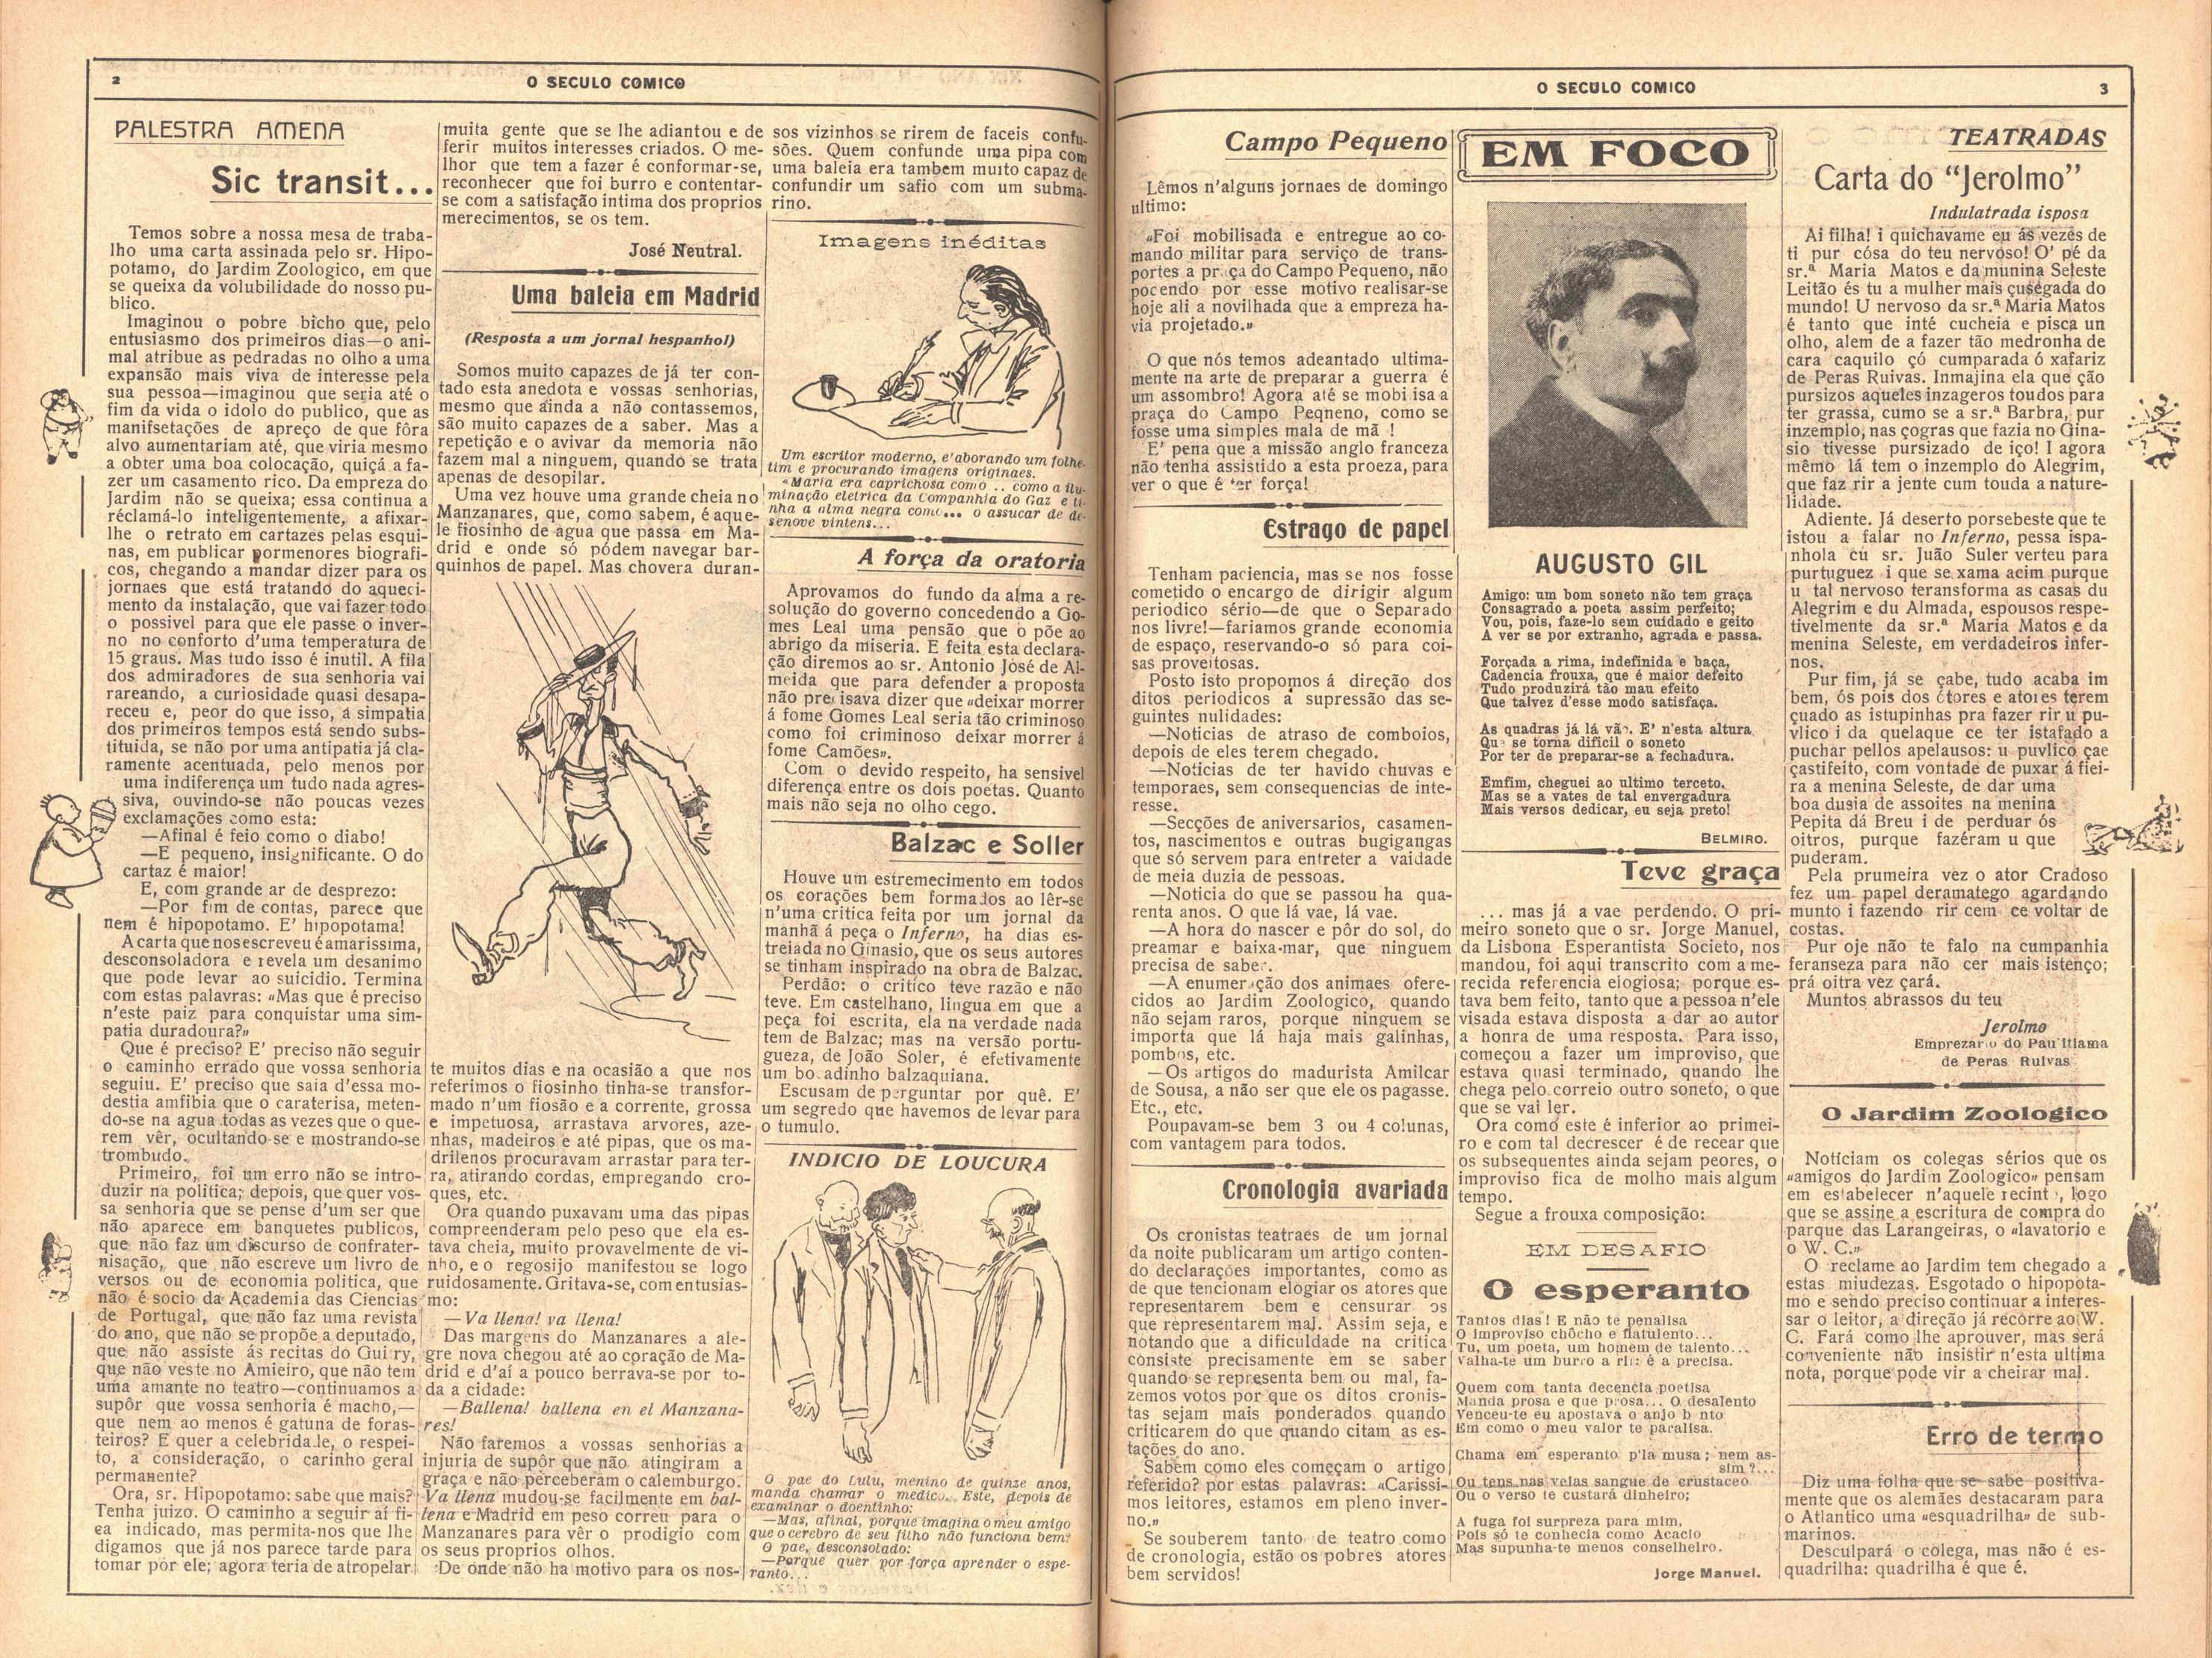 2
O SECULO COMICO
PALESTRA AMENA
Sic transit...
Temos sobre a nossa mesa de traba-
lho uma carta assinada pelo sr. Hipo-
potamo, do Jardim Zoologico, em que
se queixa da volubilidade do nosso pu-
blico.
Imaginou o pobre bicho que, pelo
entusiasmo dos primeiros dias—o ani-
mal atribue as pedradas no olho a uma
expansão mais viva de interesse pela
sua pessoa—imaginou que seria até o
fim da vida o idolo do publico, que as
manifsetações de apreço de que fôra
alvo aumentariam até, que viria mesmo
a obter uma boa colocação, quiçá a fa-
zer um casamento rico. Da empreza do
Jardim não se queixa; essa continua a
réclamá-lo inteligentemente, a afixar-
lhe o retrato em cartazes pelas esqui-
nas, em publicar pormenores biografi-
cos, chegando a mandar dizer para os
jornaes que está tratando do aqueci-
mento da instalação, que vai fazer todo
o possivel para que ele passe o inver-
no no conforto d'uma temperatura de
15 graus. Mas tudo isso é inutil. A fila
dos admiradores de sua senhoria vai
rareando, a curiosidade quasi desapa-
receu e, peor do que isso, á simpatia
dos primeiros tempos está sendo subs-
tituida, se não por uma antipatia já cla-
ramente acentuada, pelo menos por
uma indiferença um tudo nada agres-
siva, ouvindo-se não poucas vezes
exclamações como esta:
—Afinal é feio como o diabo!
—E pequeno, insignificante. O do
cartaz é maior!
E, com grande ar de desprezo:
—Por fim de contas, parece que
nem é hipopotamo. E' hipopotama!
A carta que nos escreveu é amarissima,
desconsoladora e revela um desanimo
que pode levar ao suicidio. Termina
com estas palavras: «Mas que é preciso
n'este paiz para conquistar uma sim-
patia duradoura?»
Que é preciso? E' preciso não seguir
o caminho errado que vossa senhoria
seguiu. E' preciso que saia d'essa mo-
destia amfibia que o caraterisa, meten-
do-se na agua todas as vezes que o que-
rem vêr, ocultando-se e mostrando-se
trombudo.
Primeiro, foi um erro não se intro-
duzir na politica; depois, que quer vos-
sa senhoria que se pense d'um ser que
não aparece em banquetes publicos,
que não faz um discurso de confrater-
nisação, que não escreve um livro de
versos ou de economia politica, que
não é socio da Academia das Ciencias
de Portugal, que não faz uma revista
do ano, que não se propõe a deputado,
que não assiste ás recitas do Guitry,
que não veste no Amieiro, que não tem
uma amante no teatro—continuamos a
supôr que vossa senhoria é macho,—
que nem ao menos é gatuna de foras-
teiros? E quer a celebridade, o respei-
to, a consideração, o carinho geral
permanente?
Ora, sr. Hipopotamo: sabe que mais?
Tenha juizo. O caminho a seguir aí fi-
ea indicado, mas permita-nos que lhe
digamos que já nos parece tarde para
tomar por ele; agora teria de atropelar
muita gente que se lhe adiantou e de
ferir muitos interesses criados. O me-
lhor que tem a fazer é conformar-se,
reconhecer que foi burro e contentar-
se com a satisfação intima dos proprios
merecimentos, se os tem.
José Neutral.
Uma baleia em Madrid
(Resposta a um jornal hespanhol)
Somos muito capazes de já ter con-
tado esta anedota e vossas senhorias,
mesmo que ainda a não contassemos,
são muito capazes de a saber. Mas a
repetição e o avivar da memoria não
fazem mal a ninguem, quando se trata
apenas de desopilar.
Uma vez houve uma grande cheia no
Manzanares, que, como sabem, é aque-
le fiosinho de agua que passa em Ma-
drid e onde só pódem navegar bar-
quinhos de papel. Mas chovera duran-
te muitos dias e na ocasião a que nos
referimos o fiosinho tinha-se transfor-
mado n'um fiosão e a corrente, grossa
e impetuosa, arrastava arvores, aze-
nhas, madeiros e até pipas, que os ma-
drilenos procuravam arrastar para ter-
ra, atirando cordas, empregando cro-
ques, etc.
Ora quando puxavam uma das pipas
compreenderam pelo peso que ela es-
tava cheia, muito provavelmente de vi-
nho, e o regosijo manifestou se logo
ruidosamente. Gritava-se, com entusias-
mo:
—Va llena! va llena!
Das margens do Manzanares a ale-
gre nova chegou até ao coração de Ma-
drid e d'aí a pouco berrava-se por to-
da a cidade:
—Ballena! ballena en el Manzana-
res!
Não faremos a vossas senhorias a
injuria de supôr que não atingiram a
graça e não perceberam o calemburgo.
Va llena mudou-se facilmente em bal-
lena e Madrid em peso correu para o
Manzanares para vêr o prodigio com
os seus proprios olhos.
De onde não ha motivo para os nos-
sos vizinhos se rirem de faceis confu-
sões. Quem confunde uma pipa com
uma baleia era tambem muito capaz de
confundir um safio com um subma-
rino.
Imagens inéditas
Um escritor moderno, e'aborando um folhe-
tim e procurando imagens originaes.
«Maria era caprichosa como .. como a ilu-
minação eletrica da Companhia do Gaz e ti-
nha a alma negra como... o assucar de de-
senove vintens...
A força da oratoria
Aprovamos do fundo da alma a re-
solução do governo concedendo a Go-
mes Leal uma pensão que o põe ao
abrigo da miseria. E feita esta declara-
ção diremos ao sr. Antonio José de Al-
meida que para defender a proposta
não precisava dizer que «deixar morrer
á fome Gomes Leal seria tão criminoso
como foi criminoso deixar morrer á
fome Camões».
Com o devido respeito, ha sensivel
diferença entre os dois poetas. Quanto
mais não seja no olho cego.
Balzac e Soller
Houve um estremecimento em todos
os corações bem formados ao lêr-se
n'uma critica feita por um jornal da
manhã á peça o Inferno, ha dias es-
treiada no Ginasio, que os seus autores
se tinham inspirado na obra de Balzac.
Perdão: o critico teve razão e não
teve. Em castelhano, lingua em que a
peça foi escrita, ela na verdade nada
tem de Balzac; mas na versão portu-
gueza, de João Soler, é efetivamente
um bocadinho balzaquiana.
Escusam de perguntar por quê. E'
um segredo que havemos de levar para
o tumulo.
INDICIO DE LOUCURA
O pae do Lulu, menino de quinze anos,
manda chamar o medico. Este, depois de
examinar o doentinho:
—Mas, afinal, porque imagina o meu amigo
que o cerebro de seu filho não funciona bem?
O pae, desconsolado:
—Porque quer por força aprender o espe-
ranto...
O SECULO COMICO
3
Campo Pequeno
Lêmos n'alguns jornaes de domingo
ultimo:
«Foi mobilisada e entregue ao co-
mando militar para serviço de trans-
portes a praça do Campo Pequeno, não
pocendo por esse motivo realisar-se
hoje ali a novilhada que a empreza ha-
via projetado.»
O que nós temos adeantado ultima-
mente na arte de preparar a guerra é
um assombro! Agora até se mobi isa a
praça do Campo Peqneno, como se
fosse uma simples mala de mã !
E' pena que a missão anglo franceza
não tenha assistido a esta proeza, para
ver o que é ter força!
Estrago de papel
Tenham paciencia, mas se nos fosse
cometido o encargo de dirigir algum
periodico sério—de que o Separado
nos livre!—fariamos grande economia
de espaço, reservando-o só para coi-
sas proveitosas.
Posto isto propomos á direção dos
ditos periodicos a supressão das se-
guintes nulidades:
—Noticias de atraso de comboios,
depois de eles terem chegado.
—Noticias de ter havido chuvas e
temporaes, sem consequencias de inte-
resse.
—Secções de aniversarios, casamen-
tos, nascimentos e outras bugigangas
que só servem para entreter a vaidade
de meia duzia de pessoas.
—Noticia do que se passou ha qua-
renta anos. O que lá vae, lá vae.
—A hora do nascer e pôr do sol, do
preamar e baixa-mar, que ninguem
precisa de saber.
—A enumeração dos animaes ofere-
cidos ao Jardim Zoologico, quando
não sejam raros, porque ninguem se
importa que lá haja mais galinhas,
pombos, etc.
—Os artigos do madurista Amilcar
de Sousa, a não ser que ele os pagasse.
Etc., etc.
Poupavam-se bem 3 ou 4 colunas,
com vantagem para todos.
Cronologia avariada
Os cronistas teatraes de um jornal
da noite publicaram um artigo conten-
do declarações importantes, como as
de que tencionam elogiar os atores que
representarem bem e censurar os
que representarem mal. Assim seja, e
notando que a dificuldade na critica
consiste precisamente em se saber
quando se representa bem ou mal, fa-
zemos votos por que os ditos cronis-
tas sejam mais ponderados quando
criticarem do que quando citam as es-
tações do ano.
Sabem como eles começam o artigo
referido? por estas palavras: «Carissi-
mos leitores, estamos em pleno inver-
no.»
Se souberem tanto de teatro como
de cronologia, estão os pobres atores
bem servidos!
EM FOCO
AUGUSTO GIL
Amigo: um bom soneto não tem graça
Consagrado a poeta assim perfeito;
Vou, pois, faze-lo sem cuidado e geito
A ver se por extranho, agrada e passa.
Forçada a rima, indefinida e baça,
Cadencia frouxa, que é maior defeito
Tudo produzirá tão mau efeito
Que talvez d'esse modo satisfaça.
As quadras já lá vão. E' n'esta altura
Que se torna dificil o soneto
Por ter de preparar-se a fechadura.
Emfim, cheguei ao ultimo terceto.
Mas se a vates de tal envergadura
Mais versos dedicar, eu seja preto!
BELMIRO.
Teve graça
... mas já a vae perdendo. O pri-
meiro soneto que o sr. Jorge Manuel,
da Lisbona Esperantista Societo, nos
mandou, foi aqui transcrito com a me-
recida referencia elogiosa; porque es-
tava bem feito, tanto que a pessoa n'ele
visada estava disposta a dar ao autor
a honra de uma resposta. Para isso,
começou a fazer um improviso, que
estava quasi terminado, quando lhe
chega pelo correio outro soneto, o que
que se vai ler.
Ora como este é inferior ao primei-
ro e com tal decrescer é de recear que
os subsequentes ainda sejam peores, o
improviso fica de molho mais algum
tempo.
Segue a frouxa composição:
EM DESAFIO
O esperanto
Tantos dias! E não te penalisa
O improviso chôcho e flatulento...
Tu, um poeta, um homem de talento...
Valha-te um burro a rir: é a precisa.
Quem com tanta decencia poetisa
Manda prosa e que prosa... O desalento
Venceu-te eu apostava o anjo b nto
Em como o meu valor te paralisa.
Chama em esperanto p'la musa; nem as-
sim?...
Ou tens nas velas sangue de crustaceo
Ou o verso te custará dinheiro;
A fuga foi surpreza para mim,
Pois só te conhecia como Acacio
Mas supunha-te menos conselheiro.
Jorge Manuel.
TEATRADAS
Carta do "Jerolmo"
Indulatrada isposa
Ai filha! i quichavame eu ás vezes de
ti pur cósa do teu nervoso! O' pé da
sr.ª Maria Matos e da munina Seleste
Leitão és tu a mulher mais çusegada do
mundo! U nervoso da sr.ª Maria Matos
é tanto que inté cucheia e pisca un
olho, alem de a fazer tão medronha de
cara caquilo çó cumparada ó xafariz
de Peras Ruivas. Inmajina ela que ção
pursizos aqueles inzageros toudos para
ter grassa, cumo se a sr.ª Barbra, pur
inzemplo, nas çogras que fazia no Gina-
sio tivesse pursizado de iço! I agora
mêmo lá tem o inzemplo do Alegrim,
que faz rir a jente cum touda a nature-
lidade.
Adiente. Já deserto porsebeste que te
istou a falar no Inferno, pessa ispa-
nhola cu sr. Juão Suler verteu para
purtuguez i que se xama acim purque
u tal nervoso teransforma as casas du
Alegrim e du Almada, espousos respe-
tivelmente da sr.ª Maria Matos e da
menina Seleste, em verdadeiros infer-
nos.
Pur fim, já se çabe, tudo acaba im
bem, ós pois dos ctores e atores terem
çuado as istupinhas pra fazer rir u pu-
vlico i da quelaque ce ter istafado a
puchar pellos apelausos: u puvlico çae
çastifeito, com vontade de puxar á fiei-
ra a menina Seleste, de dar uma
boa dusia de assoites na menina
Pepita dá Breu i de perduar ós
oitros, purque fazéram u que
puderam.
Pela prumeira vez o ator Cradoso
fez um papel deramatego agardando
munto i fazendo rir cem ce voltar de
costas.
Pur oje não te falo na cumpanhia
feranseza para não cer mais istenço;
prá oitra vez çará.
Muntos abrassos du teu
Jerolmo
Emprezario do Pau Itlama
de Peras Ruivas
O Jardim Zoologico
Noticiam os colegas sérios que os
«amigos do Jardim Zoologico» pensam
em estabelecer n'aquele recint , logo
que se assine a escritura de compra do
parque das Larangeiras, o «lavatorio e
o W. C.»
O reclame ao Jardim tem chegado a
estas miudezas. Esgotado o hipopota-
mo e sendo preciso continuar a interes-
sar o leitor, a direção já recorre ao W.
C. Fará como lhe aprouver, mas será
conveniente não insistir n'esta ultima
nota, porque pode vir a cheirar mal.
Erro de termo
Diz uma folha que se sabe positiva-
mente que os alemães destacaram para
o Atlantico uma «esquadrilha» de sub-
marinos.
Desculpará o colega, mas não é es-
quadrilha: quadrilha é que é.